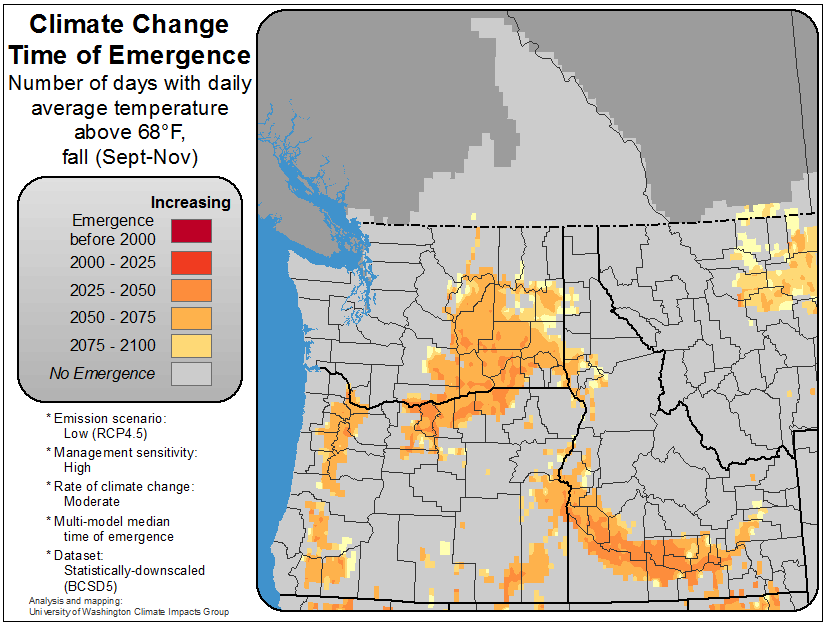 Climate Change
Time of Emergence
Number of days with daily
average temperature
above 68°F,
fall (Sept-Nov)
Increasing
Emergence
before 2000
2000 - 2025
2025 - 2050
2050 - 2075
2075 - 2100
No Emergence
* Emission scenario:
Low (RCP4.5)
* Management sensitivity:
High
* Rate of climate change:
Moderate
* Multi-model median
time of emergence
* Dataset:
Statistically-downscaled
(BCSD5)
Analysis and mapping:
University of Washington Climate Impacts Group